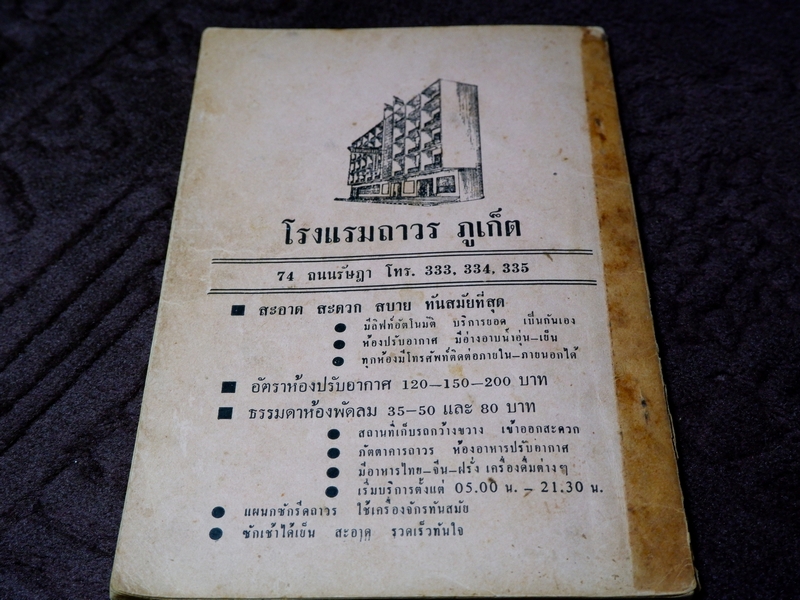 โรงแรมถาวร ภูเก็ต
74 ถนนรัษฎา โทร. 333, 334, 335
สะอาด สะดวก สบาย ทันสมัยที่สุด
มีลิฟท์อัตโนมัติ บริการยอด เป็นกันเอง
ห้องปรับอากาศ มีอ่างอาบน้ำอุ่น–เย็น
ทุกห้องมีโทรศัพท์ติดต่อภายใน–ภายนอกได้
อัตราห้องปรับอากาศ 120–150–200 บาท
ธรรมดาห้องพัดลม 35–50 และ 80 บาท
สถานที่เก็บรถกว้างขวาง เข้าออกสะดวก
ภัตตาคารถาวร ห้องอาหารปรับอากาศ
มีอาหารไทย–จีน–ฝรั่ง เครื่องดื่มต่างๆ
เริ่มบริการตั้งแต่ 05.00 น. – 21.30 น.
แผนกซักรีดถาวร ใช้เครื่องจักรทันสมัย
ซักเช้าได้เย็น สะอาด รวดเร็วทันใจ